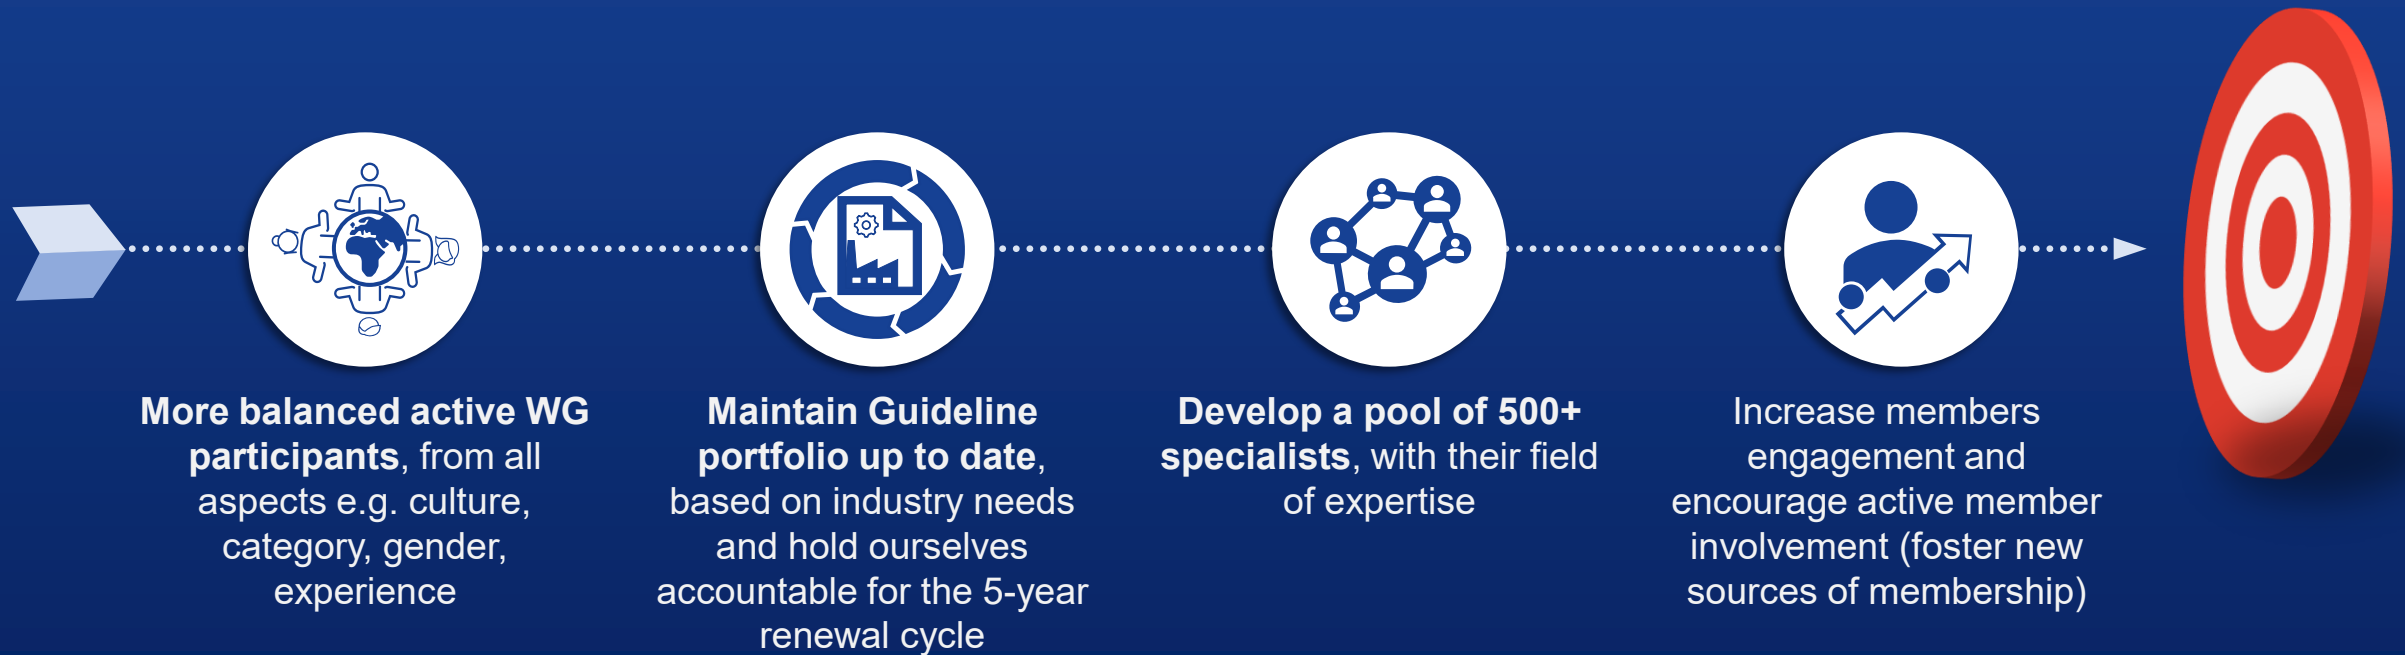 More balanced active WG
participants, from all
aspects e.g. culture,
category, gender,
experience
Maintain Guideline
portfolio up to date,
based on industry needs
and hold ourselves
accountable for the 5-year
renewal cycle
Develop a pool of 500+
specialists, with their field
of expertise
Increase members
engagement and
encourage active member
involvement (foster new
sources of membership)